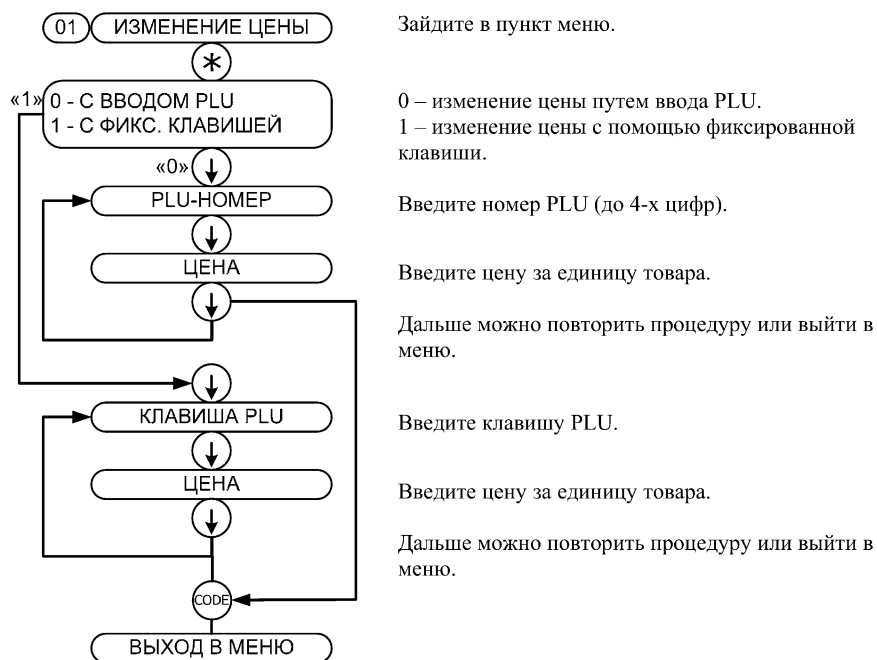 01 ИЗМЕНЕНИЕ ЦЕНЫ
Зайдите в пункт меню.
«1»
0 - С ВВОДОМ PLU
1 - С ФИКС. КЛАВИШЕЙ
0 – изменение цены путем ввода PLU.
1 – изменение цены с помощью фиксированной
клавиши.
«0»
PLU-НОМЕР
Введите номер PLU (до 4-х цифр).
ЦЕНА
Введите цену за единицу товара.
Дальше можно повторить процедуру или выйти в
меню.
КЛАВИША PLU
Введите клавишу PLU.
ЦЕНА
Введите цену за единицу товара.
Дальше можно повторить процедуру или выйти в
меню.
CODE
ВЫХОД В МЕНЮ